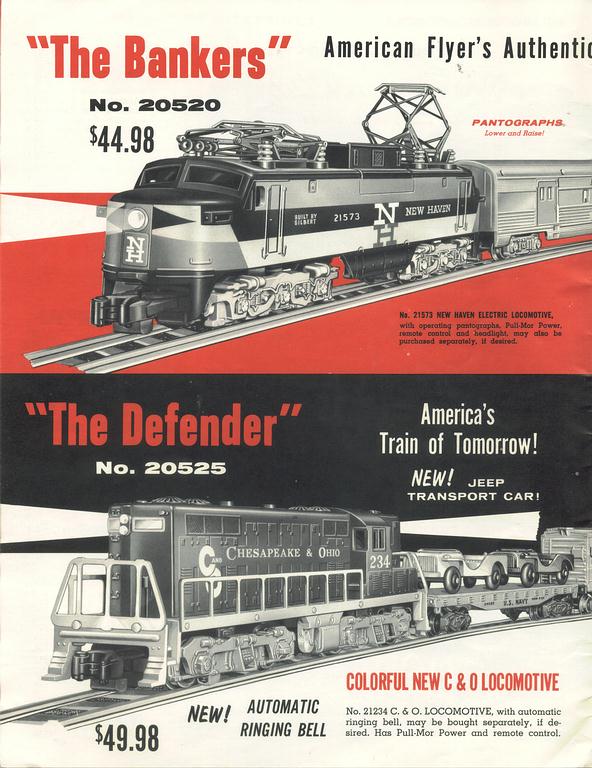 "The Bankers"
American Flyer's Authentic
No. 20520
$44.98
PANTOGRAPHS
Lower and Raise!
BUILT BY
GILBERT
21573
N
H
NEW HAVEN
N
H
No. 21573 NEW HAVEN ELECTRIC LOCOMOTIVE,
with operating pantographs, Pull-Mor Power,
remote control and headlight, may also be
purchased separately, if desired.
"The Defender"
No. 20525
America's
Train of Tomorrow!
NEW! JEEP
TRANSPORT CAR!
C AND O
CHESAPEAKE & OHIO
234
U.S. NAVY
COLORFUL NEW C & O LOCOMOTIVE
No. 21234 C. & O. LOCOMOTIVE, with automatic
ringing bell, may be bought separately, if de-
sired. Has Pull-Mor Power and remote control.
NEW! AUTOMATIC
RINGING BELL
$49.98